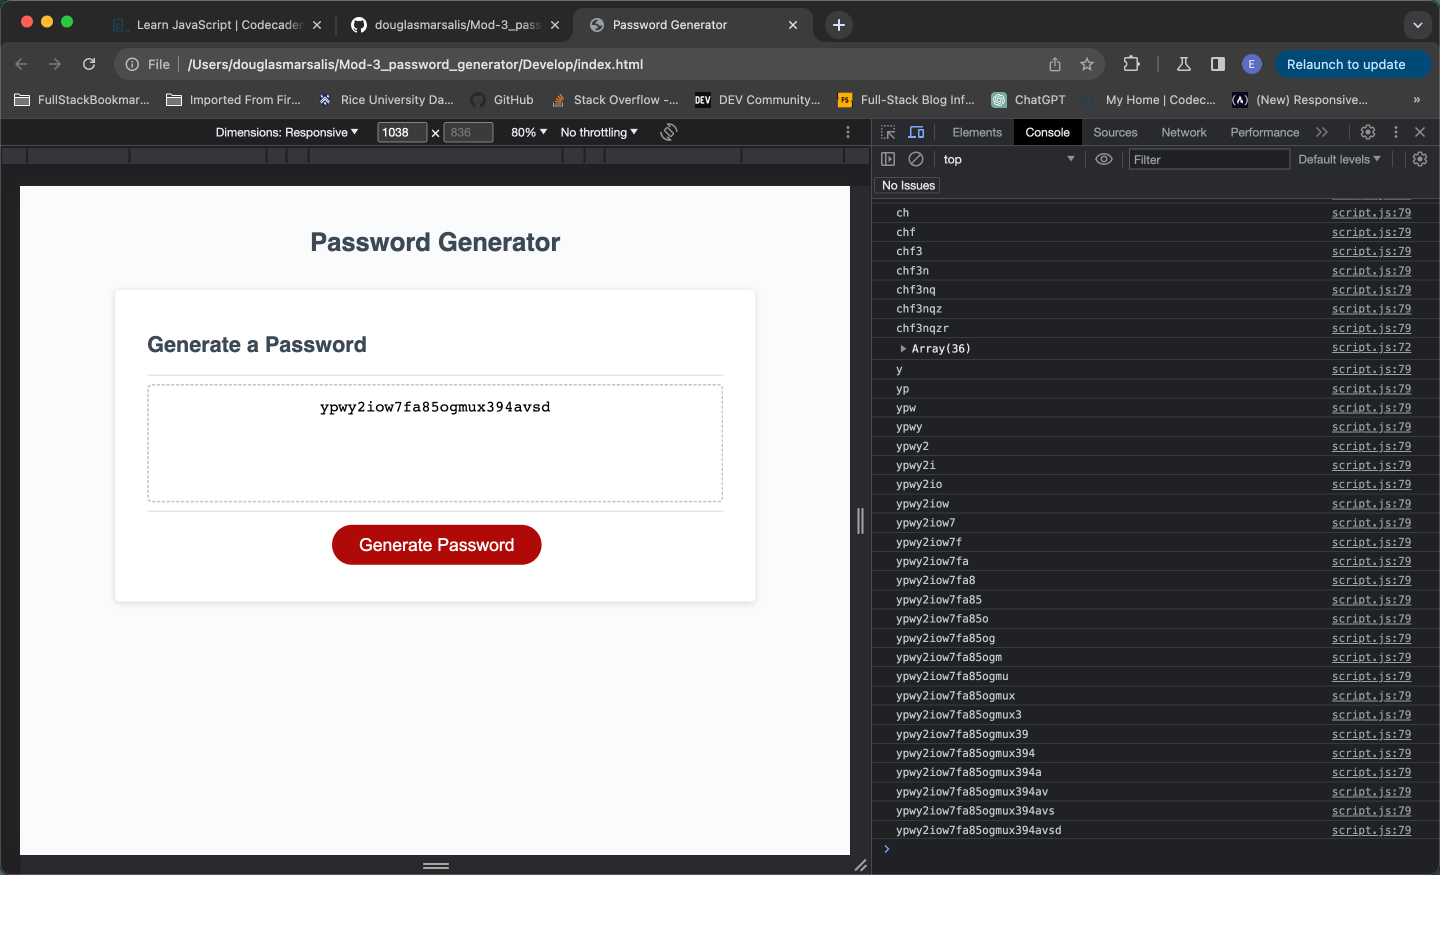 Learn JavaScript | Codecader
douglasmarsalis/Mod-3_pass
Password Generator
File
/Users/douglasmarsalis/Mod-3_password_generator/Develop/index.html
E
Relaunch to update
FullStackBookmar...
Imported From Fir...
Rice University Da...
GitHub
Stack Overflow -...
DEV
DEV Community...
FS
Full-Stack Blog Inf...
ChatGPT
My Home | Codec...
(New) Responsive...
»
Dimensions: Responsive
1038
×
836
80%
No throttling
Elements
Console
Sources
Network
Performance
top
Filter
Default levels
No Issues
Password Generator
Generate a Password
ypwy2iow7fa85ogmux394avsd
Generate Password
ch script.js:79
chf script.js:79
chf3 script.js:79
chf3n script.js:79
chf3nq script.js:79
chf3nqz script.js:79
chf3nqzr script.js:79
Array(36) script.js:72
y script.js:79
yp script.js:79
ypw script.js:79
ypwy script.js:79
ypwy2 script.js:79
ypwy2i script.js:79
ypwy2io script.js:79
ypwy2iow script.js:79
ypwy2iow7 script.js:79
ypwy2iow7f script.js:79
ypwy2iow7fa script.js:79
ypwy2iow7fa8 script.js:79
ypwy2iow7fa85 script.js:79
ypwy2iow7fa85o script.js:79
ypwy2iow7fa85og script.js:79
ypwy2iow7fa85ogm script.js:79
ypwy2iow7fa85ogmu script.js:79
ypwy2iow7fa85ogmux script.js:79
ypwy2iow7fa85ogmux3 script.js:79
ypwy2iow7fa85ogmux39 script.js:79
ypwy2iow7fa85ogmux394 script.js:79
ypwy2iow7fa85ogmux394a script.js:79
ypwy2iow7fa85ogmux394av script.js:79
ypwy2iow7fa85ogmux394avs script.js:79
ypwy2iow7fa85ogmux394avsd script.js:79